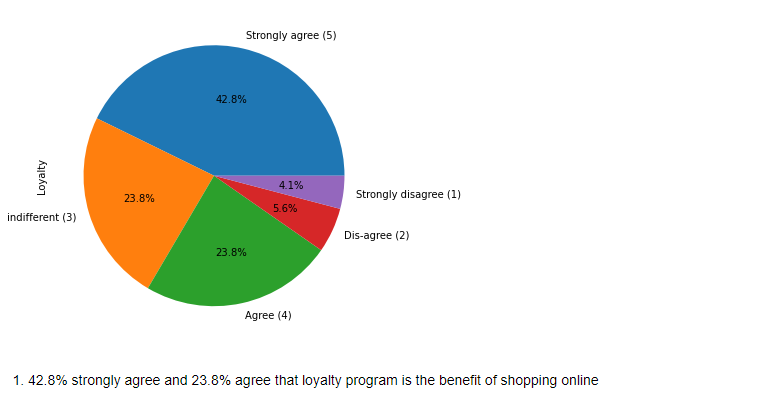 Strongly agree (5)
42.8%
Loyalty
4.1%
Strongly disagree (1)
23.8%
5.6%
indifferent (3)
Dis-agree (2)
23.8%
Agree (4)
1. 42.8% strongly agree and 23.8% agree that loyalty program is the benefit of shopping online